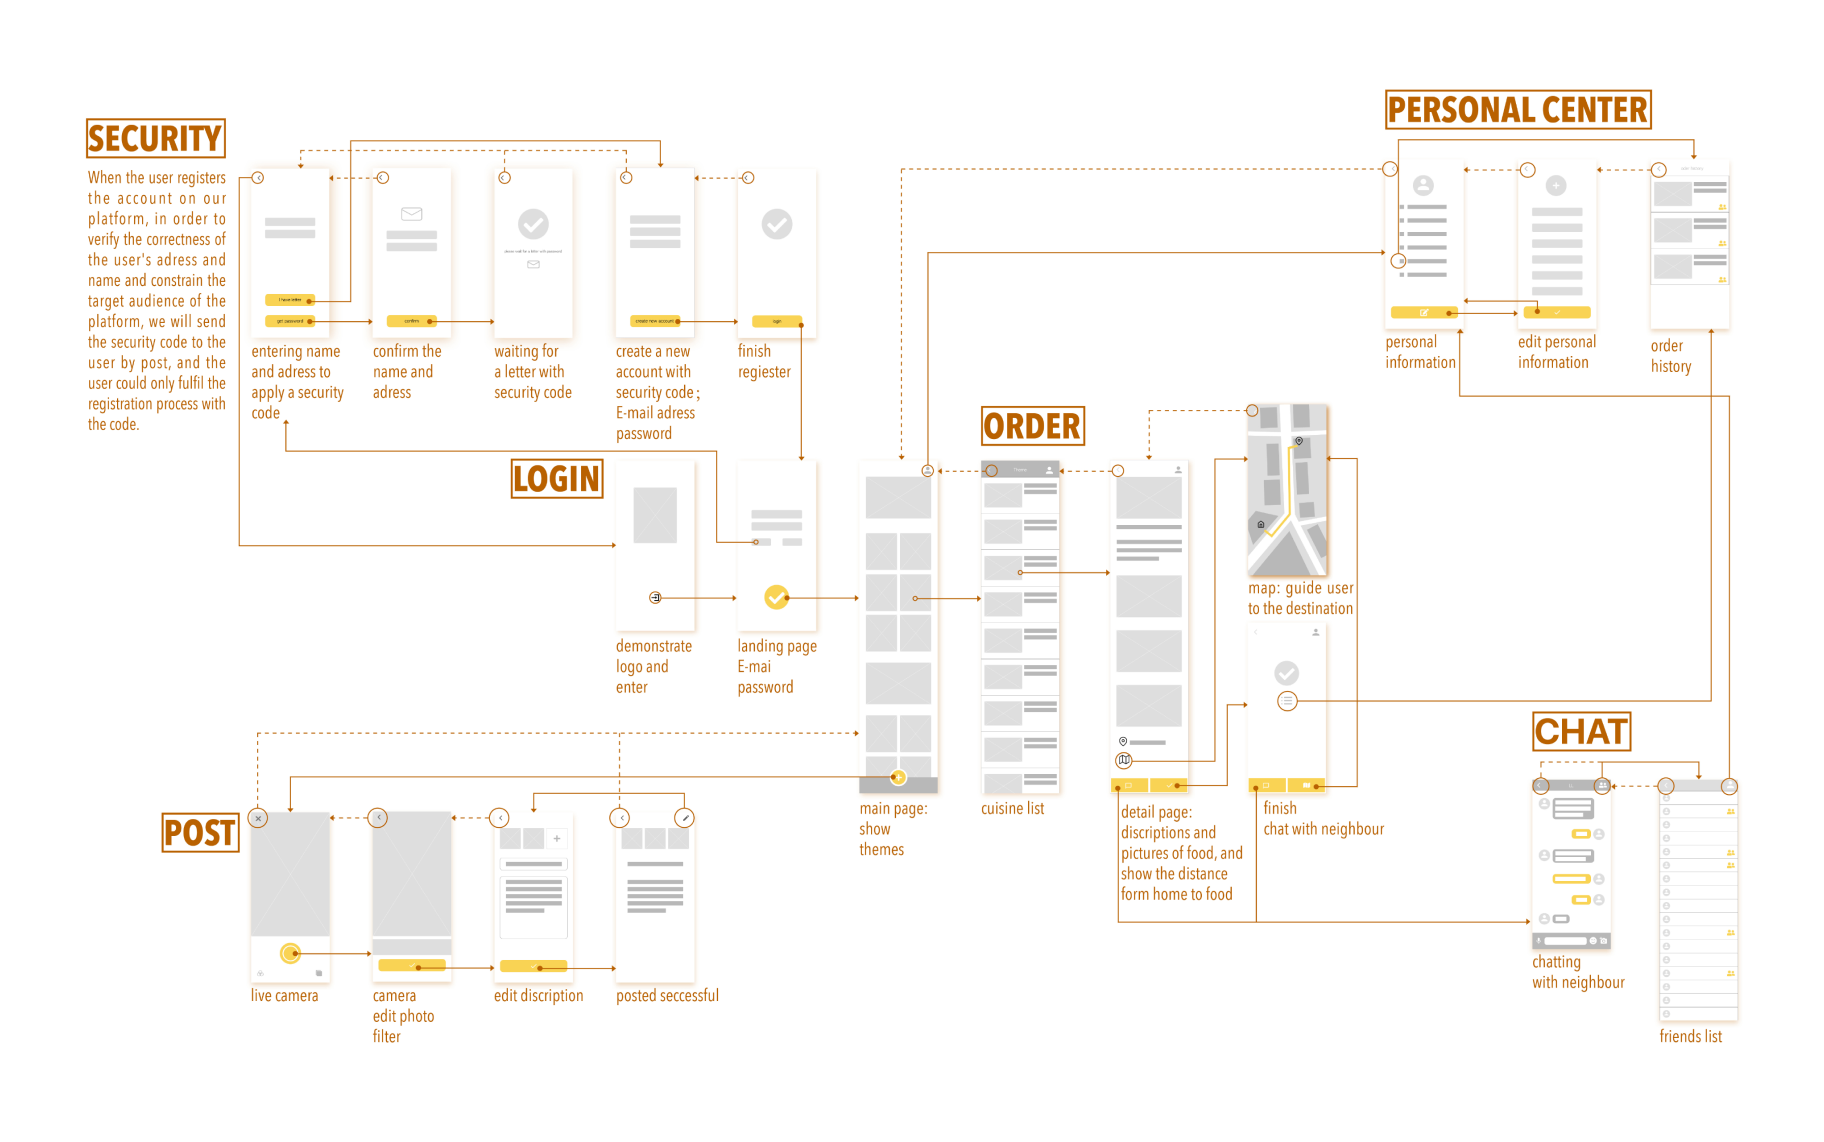 PERSONAL CENTER
SECURITY
When the user registers
the account on our
platform, in order to
verify the correctness of
the user's adress and
name and constrain the
target audience of the
platform, we will send
the security code to the
user by post, and the
user could only fulfil the
registration process with
the code.
I have letter
get password
confirm
please wait for a letter with password
create new account
login
entering name
and adress to
apply a security
code
confirm the
name and
adress
waiting for
a letter with
security code
create a new
account with
security code ;
E-mail adress
password
finish
regiester
personal
information
edit personal
information
order
history
ORDER
LOGIN
map: guide user
to the destination
demonstrate
logo and
enter
landing page
E-mai
password
CHAT
main page:
show
themes
cuisine list
detail page:
discriptions and
pictures of food, and
show the distance
form home to food
finish
chat with neighbour
POST
live camera
camera
edit photo
filter
edit discription
posted seccessful
chatting
with neighbour
friends list